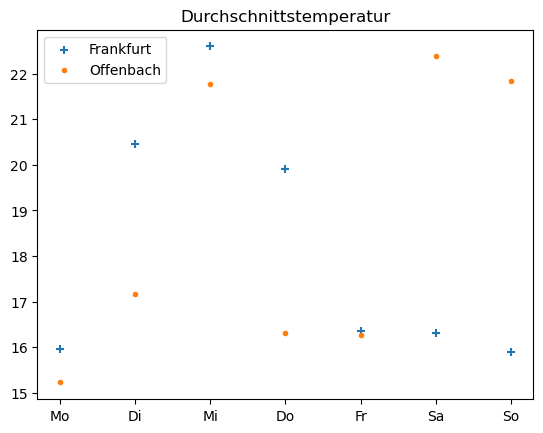 Durchschnittstemperatur
Frankfurt
Offenbach
22
21
20
19
18
17
16
15
Mo Di Mi Do Fr Sa So